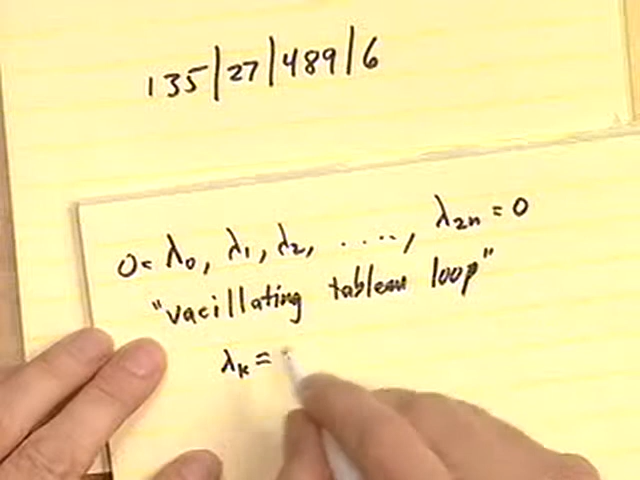 135|27|489|6
0= λ0, λ1, λ2, ...., λ2n = 0
"vacillating tableau loop"
λk =